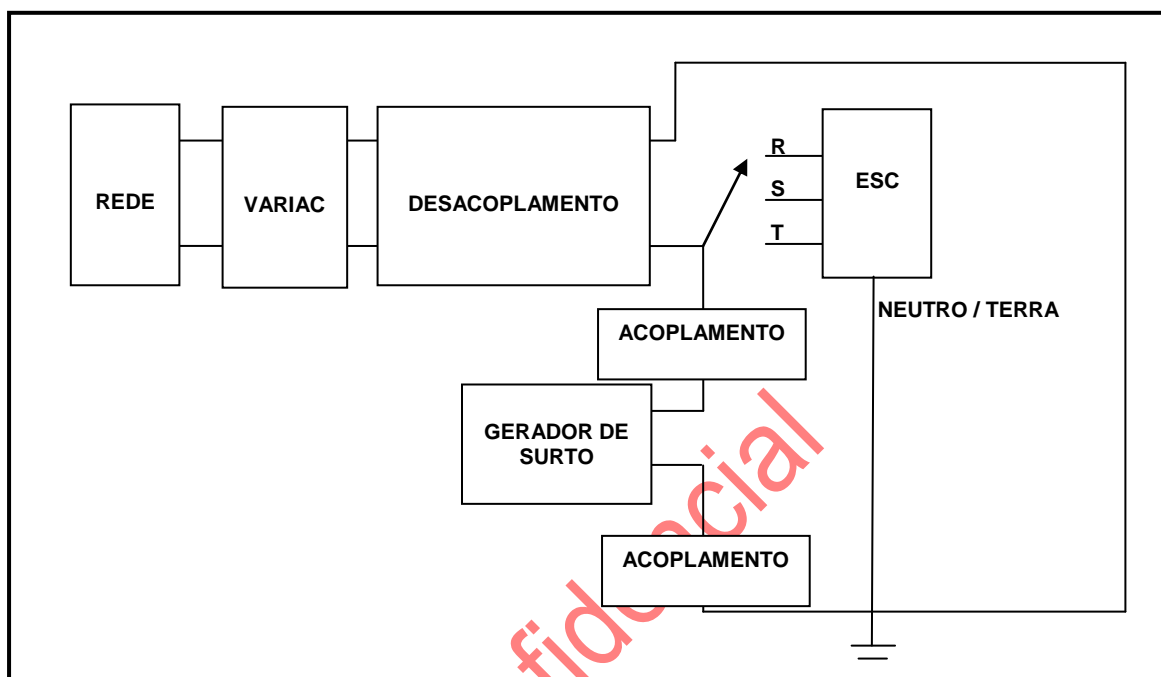 REDE
VARIAC
DESACOPLAMENTO
R
S
T
ESC
NEUTRO / TERRA
ACOPLAMENTO
GERADOR DE
SURTO
ACOPLAMENTO